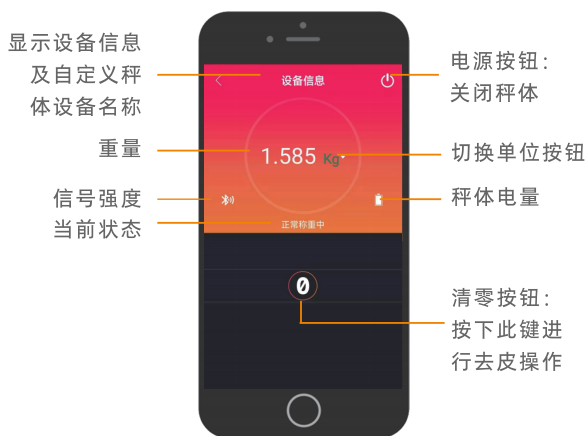 显示设备信息
及自定义秤
体设备名称
重量
信号强度
当前状态
设备信息
1.585 Kg
正常称重中
0
电源按钮：
关闭秤体
切换单位按钮
秤体电量
清零按钮：
按下此键进
行去皮操作